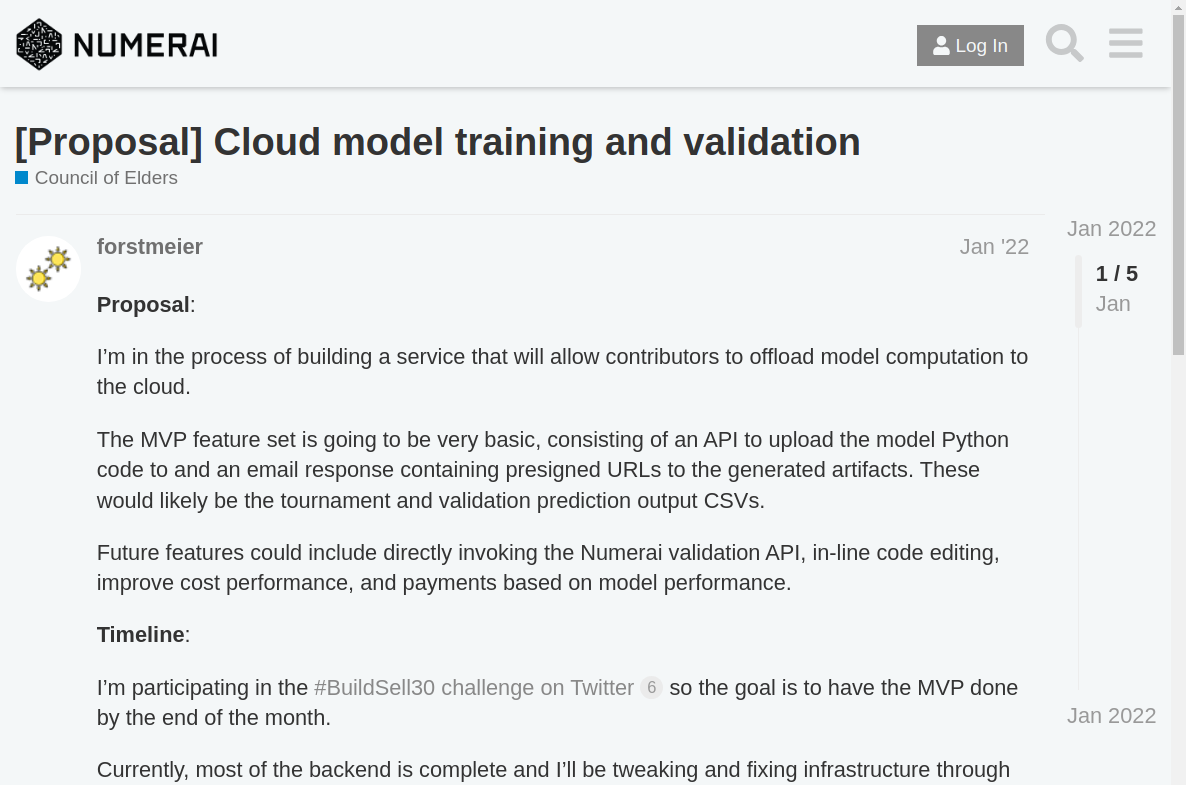 NUMERAI
Log In
[Proposal] Cloud model training and validation
Council of Elders
Jan 2022
forstmeier
Jan '22
1 / 5
Jan
Proposal:
I’m in the process of building a service that will allow contributors to offload model computation to
the cloud.
The MVP feature set is going to be very basic, consisting of an API to upload the model Python
code to and an email response containing presigned URLs to the generated artifacts. These
would likely be the tournament and validation prediction output CSVs.
Future features could include directly invoking the Numerai validation API, in-line code editing,
improve cost performance, and payments based on model performance.
Timeline:
I’m participating in the #BuildSell30 challenge on Twitter 6 so the goal is to have the MVP done
by the end of the month.
Jan 2022
Currently, most of the backend is complete and I’ll be tweaking and fixing infrastructure through